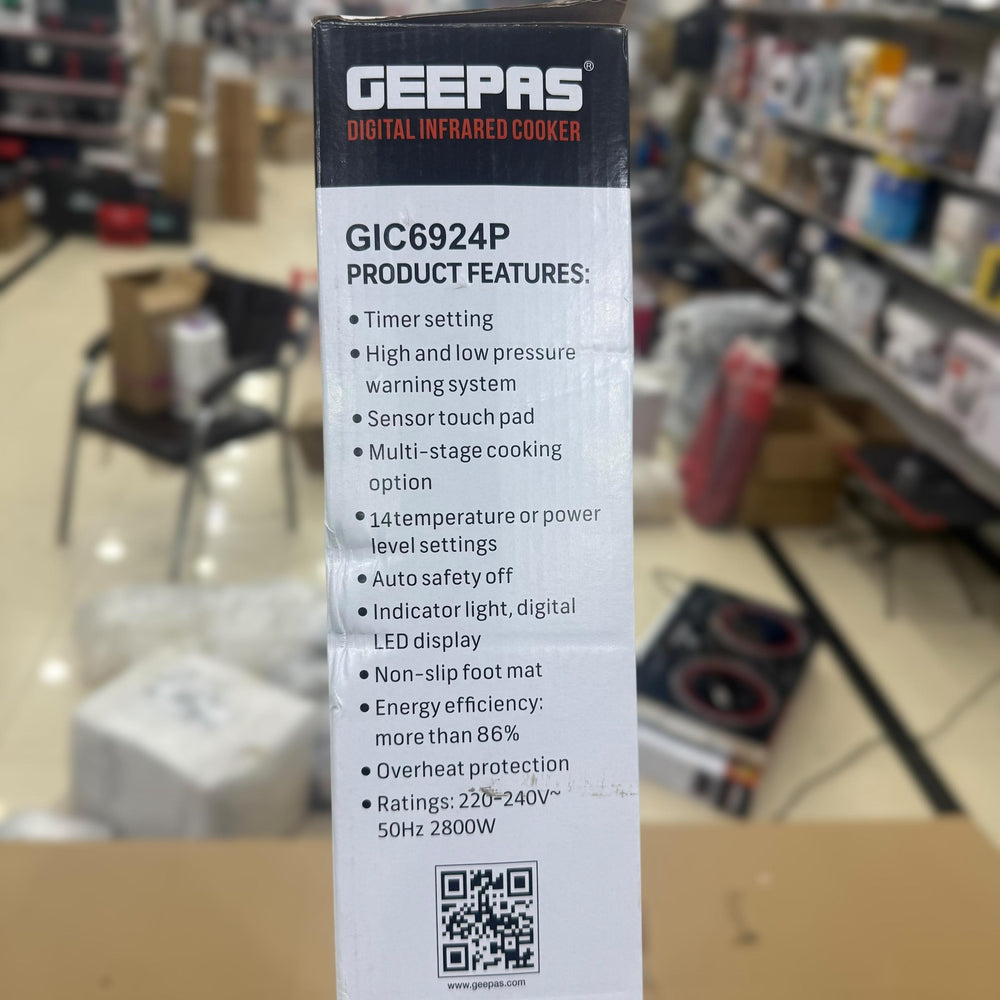 GEEPAS®
DIGITAL INFRARED COOKER
GIC6924P
PRODUCT FEATURES:
• Timer setting
• High and low pressure
warning system
• Sensor touch pad
• Multi-stage cooking
option
• 14temperature or power
level settings
• Auto safety off
• Indicator light, digital
LED display
• Non-slip foot mat
• Energy efficiency:
more than 86%
• Overheat protection
• Ratings: 220-240V~
50Hz 2800W
www.geepas.com